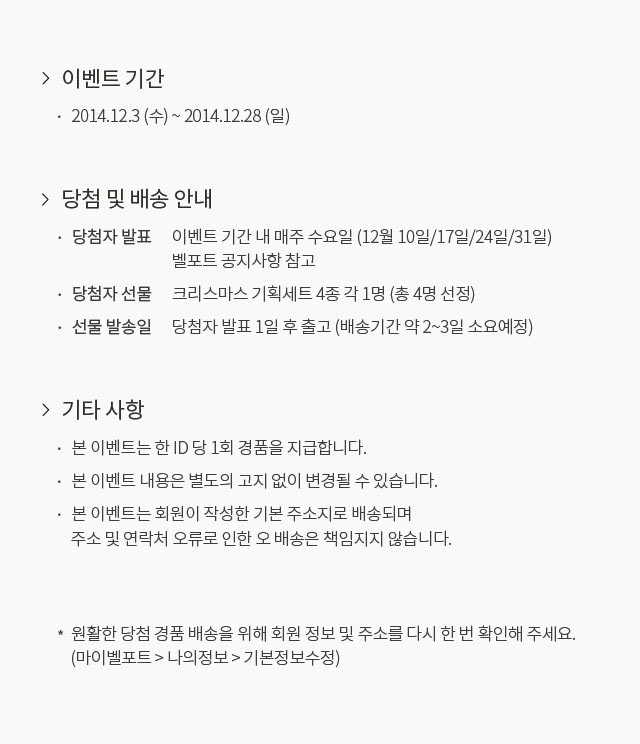 > 이벤트 기간
· 2014.12.3 (수) ~ 2014.12.28 (일)
> 당첨 및 배송 안내
· 당첨자 발표 이벤트 기간 내 매주 수요일 (12월 10일/17일/24일/31일)
벨포트 공지사항 참고
· 당첨자 선물 크리스마스 기획세트 4종 각 1명 (총 4명 선정)
· 선물 발송일 당첨자 발표 1일 후 출고 (배송기간 약 2~3일 소요예정)
> 기타 사항
· 본 이벤트는 한 ID 당 1회 경품을 지급합니다.
· 본 이벤트 내용은 별도의 고지 없이 변경될 수 있습니다.
· 본 이벤트는 회원이 작성한 기본 주소지로 배송되며
주소 및 연락처 오류로 인한 오 배송은 책임지지 않습니다.
* 원활한 당첨 경품 배송을 위해 회원 정보 및 주소를 다시 한 번 확인해 주세요.
(마이벨포트 > 나의정보 > 기본정보수정)